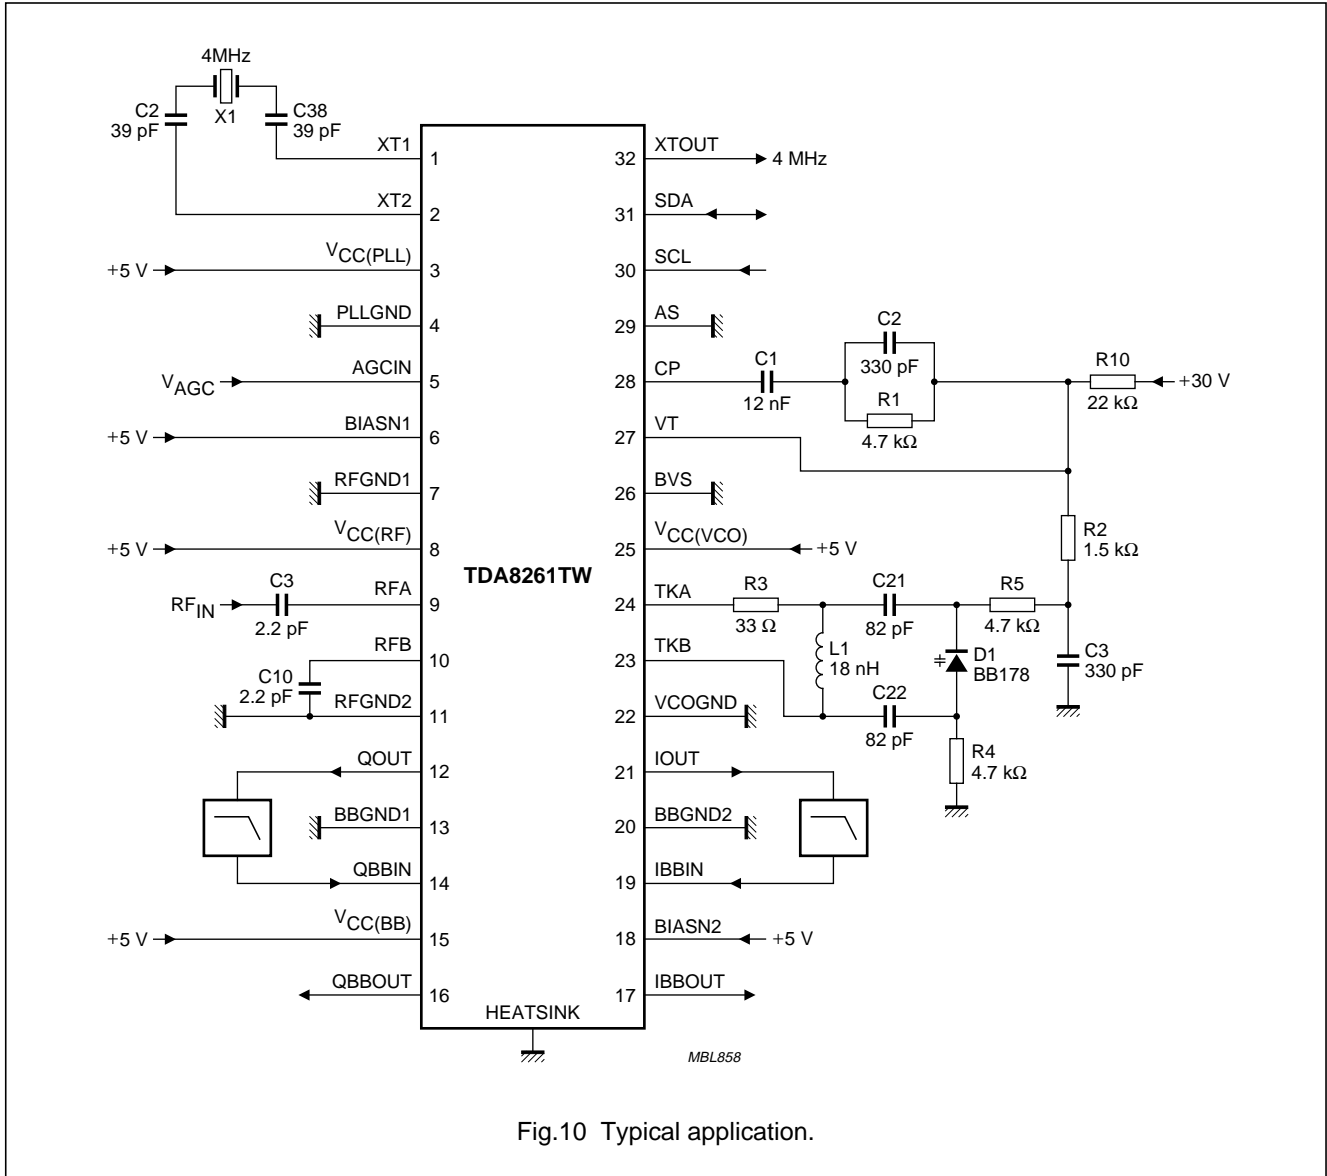 4MHz
X1
C2
39 pF
C38
39 pF
XT1
1
XT2
2
+5 V
VCC(PLL)
3
PLLGND
4
VAGC
AGCIN
5
+5 V
BIASN1
6
RFGND1
7
+5 V
VCC(RF)
8
RFIN
C3
2.2 pF
RFA
9
RFB
10
C10
2.2 pF
RFGND2
11
QOUT
12
BBGND1
13
QBBIN
14
+5 V
VCC(BB)
15
QBBOUT
16
TDA8261TW
HEATSINK
32
XTOUT
4 MHz
31
SDA
30
SCL
29
AS
28
CP
C1
12 nF
C2
330 pF
R1
4.7 kΩ
R10
22 kΩ
+30 V
27
VT
26
BVS
25
VCC(VCO)
+5 V
R2
1.5 kΩ
24
TKA
R3
33 Ω
C21
82 pF
R5
4.7 kΩ
23
TKB
L1
18 nH
D1
BB178
C3
330 pF
22
VCOGND
C22
82 pF
R4
4.7 kΩ
21
IOUT
20
BBGND2
19
IBBIN
18
BIASN2
+5 V
17
IBBOUT
MBL858
Fig.10 Typical application.